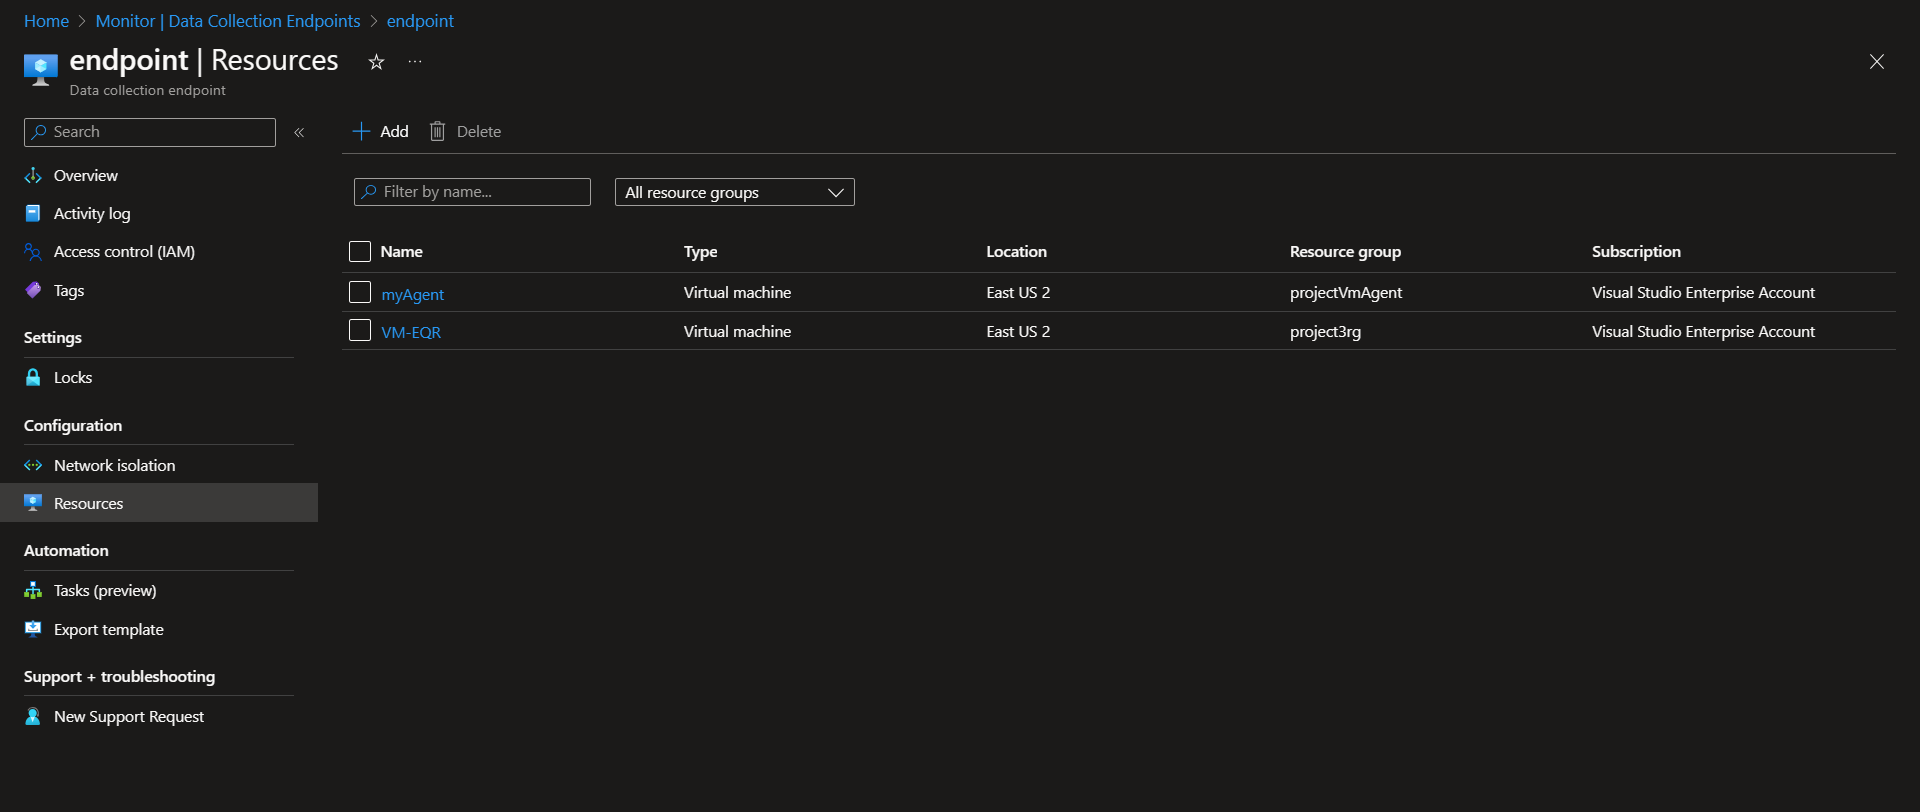 Home > Monitor | Data Collection Endpoints > endpoint
endpoint | Resources
Data collection endpoint
Search
Overview
Activity log
Access control (IAM)
Tags
Settings
Locks
Configuration
Network isolation
Resources
Automation
Tasks (preview)
Export template
Support + troubleshooting
New Support Request
Add Delete
Filter by name... All resource groups
Name Type Location Resource group Subscription
myAgent Virtual machine East US 2 projectVmAgent Visual Studio Enterprise Account
VM-EQR Virtual machine East US 2 project3rg Visual Studio Enterprise Account